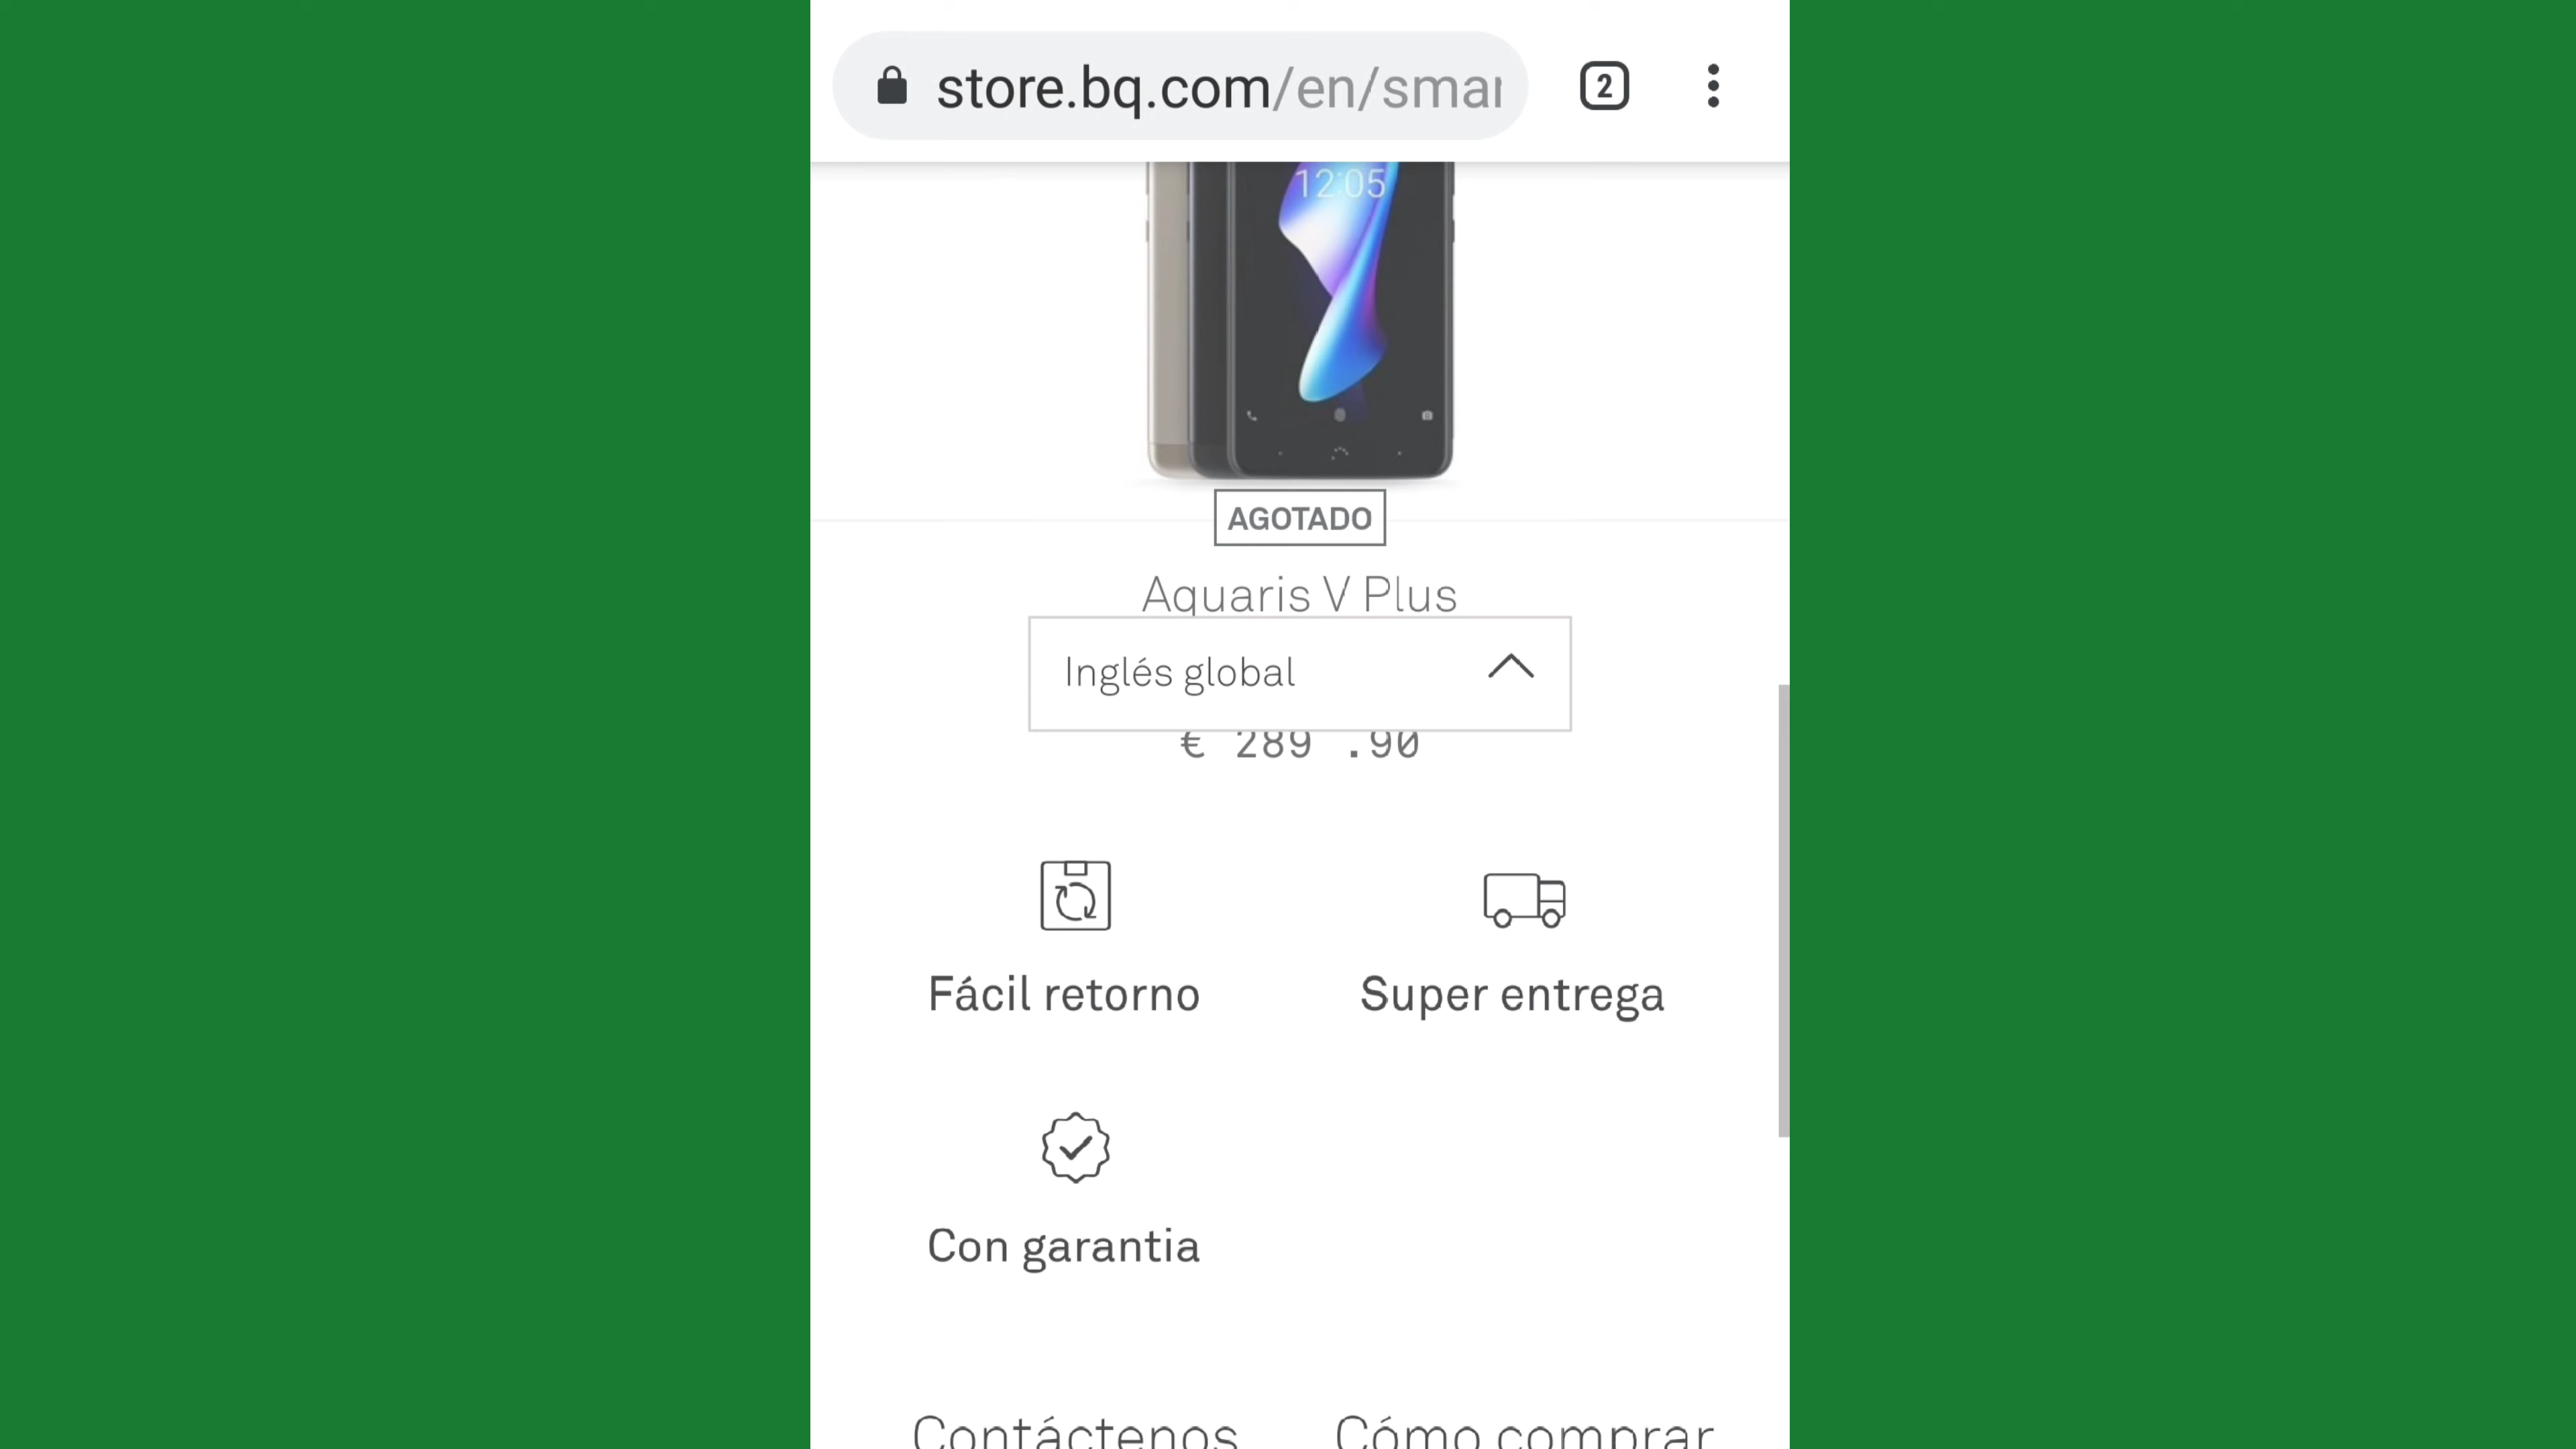 store.bq.com/en/smar
2
12:05
AGOTADO
Aquaris V Plus
Inglés global
€ 289 .90
Fácil retorno
Super entrega
Con garantia
Contáctenos
Cómo comprar